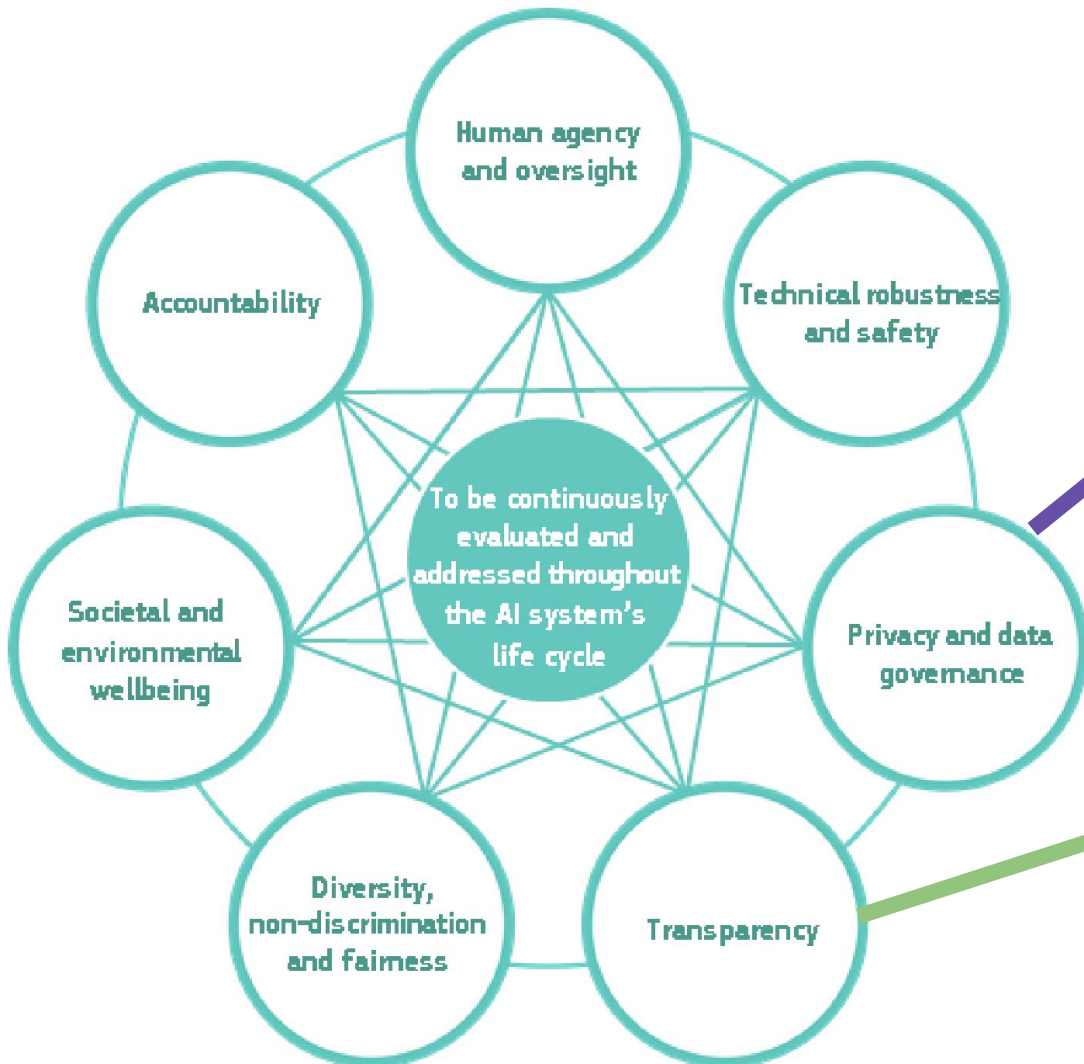 Human agency
and oversight
Technical robustness
and safety
Privacy and data
governance
Transparency
Diversity,
non-discrimination
and fairness
Societal and
environmental
wellbeing
Accountability
To be continuously
evaluated and
addressed throughout
the AI system's
life cycle